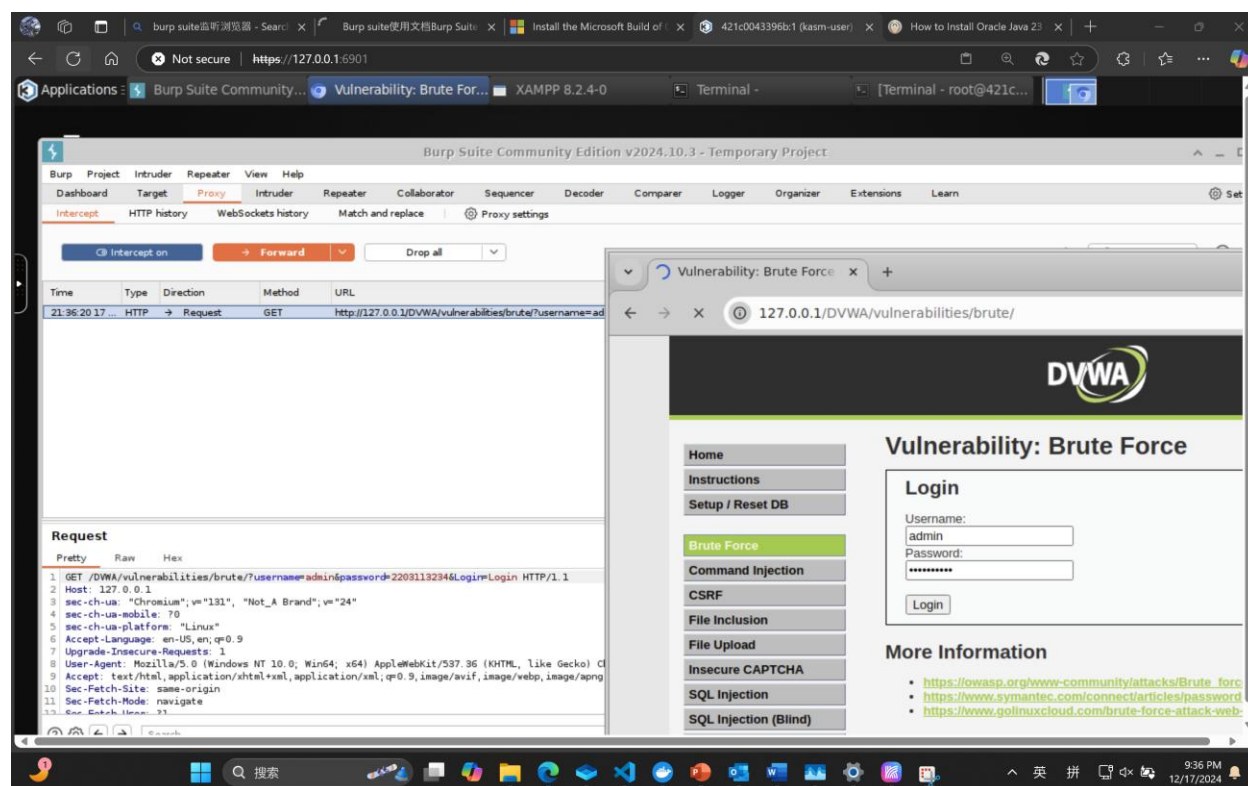 burp suite监听浏览器 - Searcl
Burp suite使用文档Burp Suite
Install the Microsoft Build of (
421c0043396b:1 (kasm-user)
How to Install Oracle Java 23
Not secure https://127.0.0.1:6901
Applications
Burp Suite Community...
Vulnerability: Brute For...
XAMPP 8.2.4-0
Terminal -
[Terminal - root@421c...
Burp Suite Community Edition v2024.10.3 - Temporary Project
Burp Project Intruder Repeater View Help
Dashboard Target Proxy Intruder Repeater Collaborator Sequencer Decoder Comparer Logger Organizer Extensions Learn Set
Intercept HTTP history WebSockets history Match and replace Proxy settings
Intercept on Forward Drop all
Time Type Direction Method URL
21:36:20 17 ... HTTP → Request GET http://127.0.0.1/DVWA/vulnerabilities/brute/?username=ad
Request
Pretty Raw Hex
1 GET /DVWA/vulnerabilities/brute/?username=admin&password=2203113234&Login=Login HTTP/1.1
2 Host: 127.0.0.1
3 sec-ch-ua: "Chromium";v="131", "Not_A Brand";v="24"
4 sec-ch-ua-mobile: ?0
5 sec-ch-ua-platform: "Linux"
6 Accept-Language: en-US,en;q=0.9
7 Upgrade-Insecure-Requests: 1
8 User-Agent: Mozilla/5.0 (Windows NT 10.0; Win64; x64) AppleWebKit/537.36 (KHTML, like Gecko) Cl
9 Accept: text/html,application/xhtml+xml,application/xml;q=0.9,image/avif,image/webp,image/apng
10 Sec-Fetch-Site: same-origin
11 Sec-Fetch-Mode: navigate
12 Sec-Fetch-User: ?1
Search
Vulnerability: Brute Force
127.0.0.1/DVWA/vulnerabilities/brute/
DVWA
Home
Instructions
Setup / Reset DB
Brute Force
Command Injection
CSRF
File Inclusion
File Upload
Insecure CAPTCHA
SQL Injection
SQL Injection (Blind)
Vulnerability: Brute Force
Login
Username:
admin
Password:
••••••••••
Login
More Information
https://owasp.org/www-community/attacks/Brute_forc
https://www.symantec.com/connect/articles/password
https://www.golinuxcloud.com/brute-force-attack-web-
1
搜索
英 拼
9:36 PM
12/17/2024